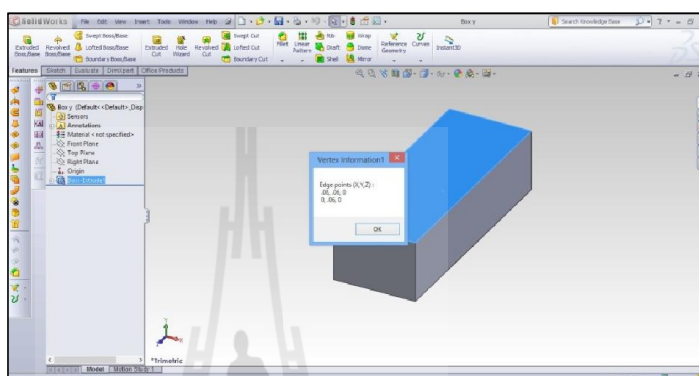 SolidWorks File Edit View Insert Tools Window Help Box y Search Knowledge Base
Extruded Boss/Base Revolved Boss/Base Swept Boss/Base Lofted Boss/Base Boundary Boss/Base Extruded Cut Hole Wizard Revolved Cut Swept Cut Lofted Cut Boundary Cut Fillet Linear Pattern Rib Draft Shell Wrap Dome Mirror Reference Geometry Curves Instant3D
Features Sketch Evaluate DimXpert Office Products
Box y (Default<<Default>_Disp
Sensors
Annotations
Material <not specified>
Front Plane
Top Plane
Right Plane
Origin
Boss-Extrude1
Vertex Information1
Edge points (X,Y,Z) :
0, .06, 0
OK
*Trimetric
Model Motion Study 1